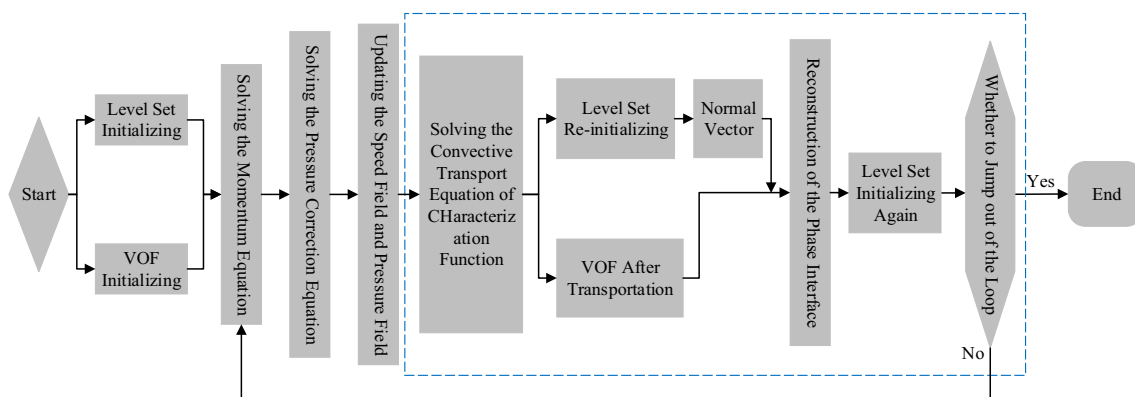 Start
Level Set
Initializing
VOF
Initializing
Solving the Momentum Equation
Solving the Pressure Correction Equation
Updating the Speed Field and Pressure Field
Solving the
Convective
Transport
Equation of
CHaracteriz
ation
Function
Level Set
Re-initializing
Normal
Vector
VOF After
Transportation
Reconstruction of the Phase Interface
Level Set
Initializing
Again
Whether to Jump out of the Loop
Yes
No
End